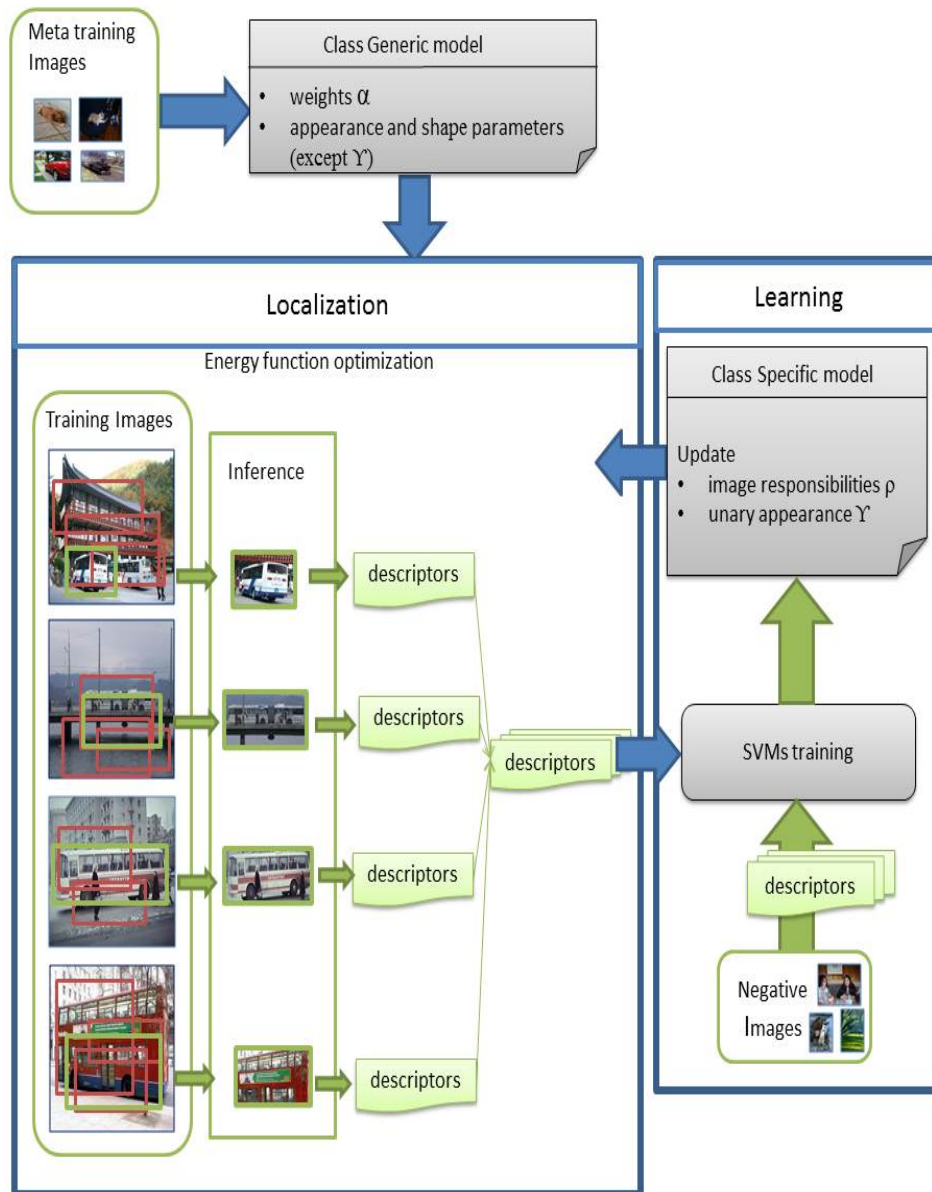 Meta training
Images
Class Generic model
• weights α
• appearance and shape parameters
(except ϒ)
Localization
Energy function optimization
Training Images
Inference
descriptors
descriptors
descriptors
descriptors
descriptors
Learning
Class Specific model
Update
• image responsibilities ρ
• unary appearance ϒ
SVMs training
descriptors
Negative
Images